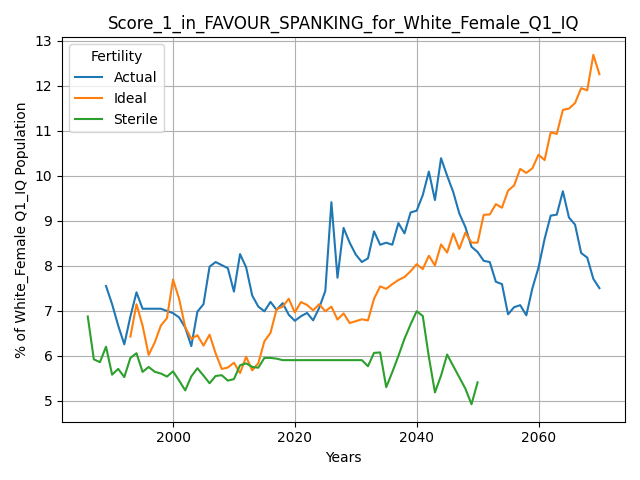 Score_1_in_FAVOUR_SPANKING_for_White_Female_Q1_IQ
% of White_Female Q1_IQ Population
13
12
11
10
9
8
7
6
5
Fertility
Actual
Ideal
Sterile
2000
2020
2040
2060
Years